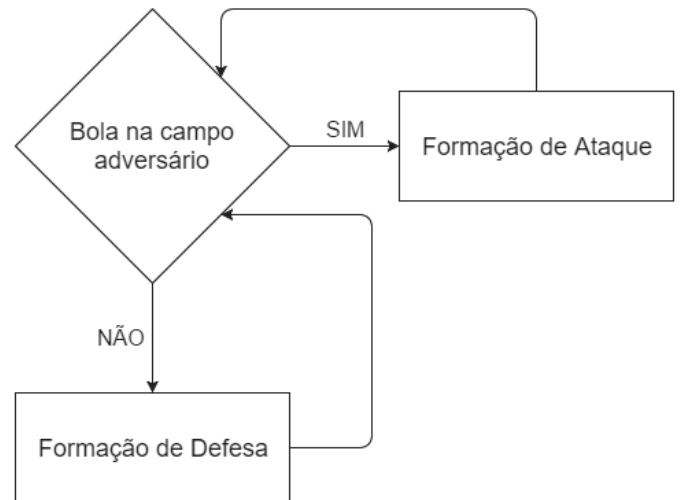 Bola na campo
adversário
SIM
Formação de Ataque
NÃO
Formação de Defesa